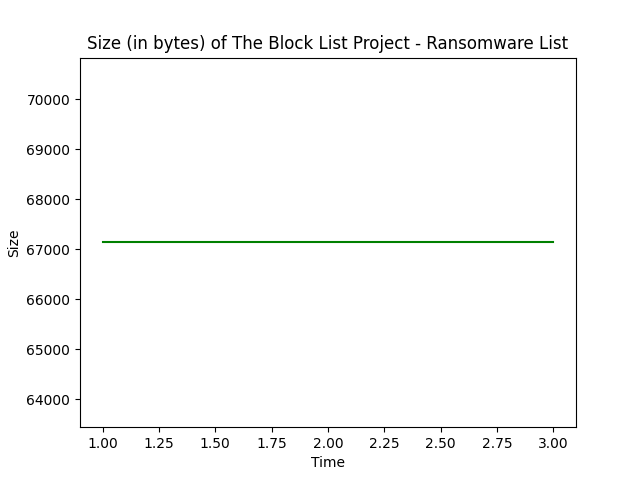 Size (in bytes) of The Block List Project - Ransomware List
70000
69000
68000
67000
66000
65000
64000
Size
1.00 1.25 1.50 1.75 2.00 2.25 2.50 2.75 3.00
Time